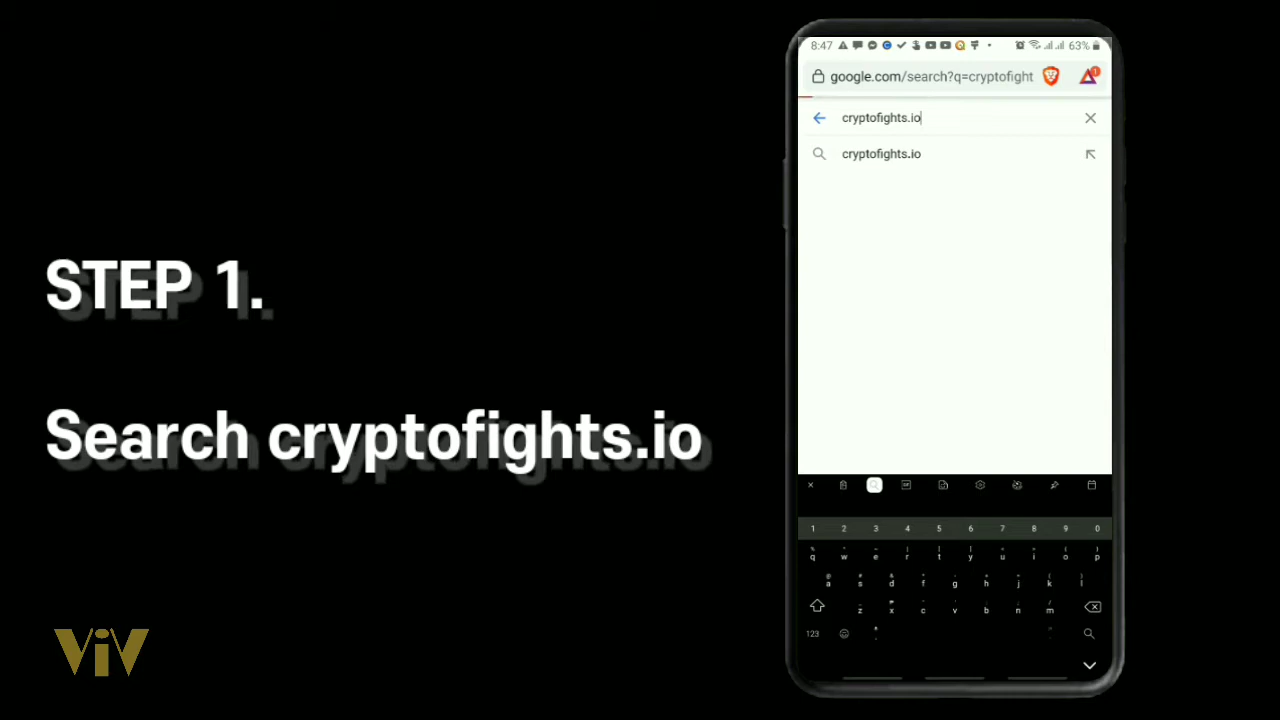 STEP 1.
Search cryptofights.io
ViV
8:47
63%
google.com/search?q=cryptofight
1
cryptofights.io
cryptofights.io
1 2 3 4 5 6 7 8 9 0
q w e r t y u i o p
a s d f g h j k l
z x c v b n m
123